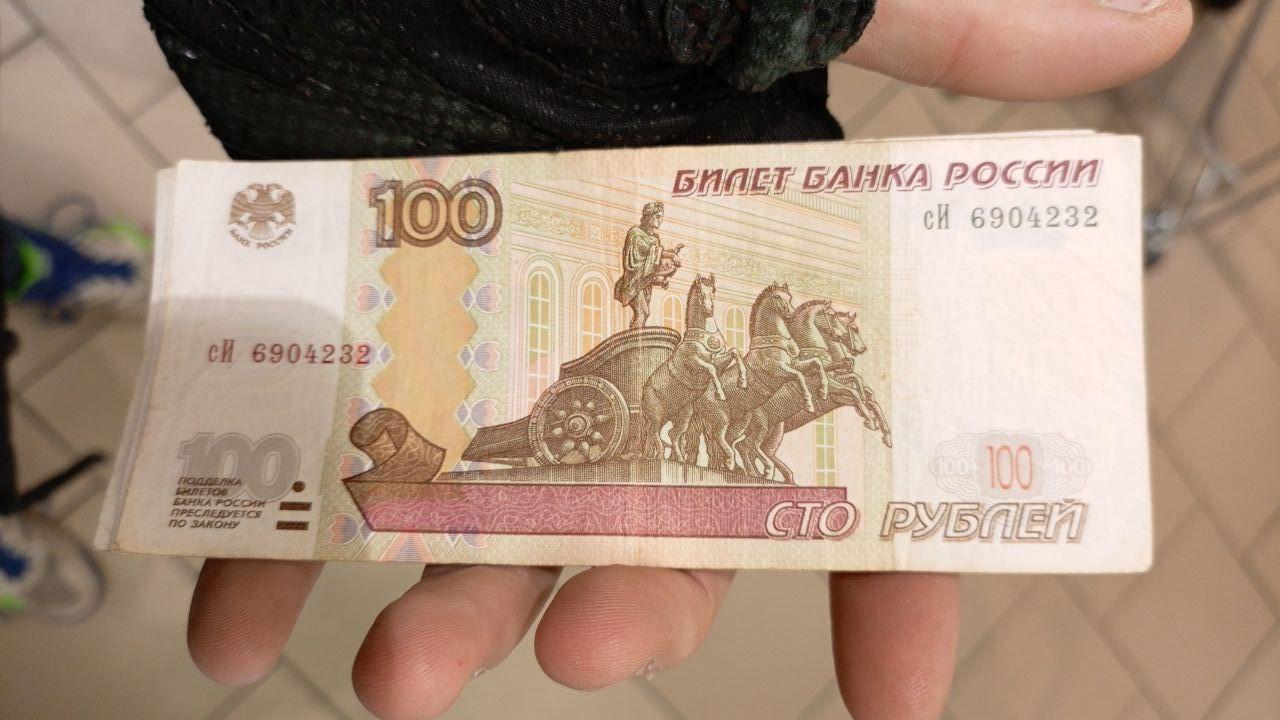 БИЛЕТ БАНКА РОССИИ
100
БАНК РОССИИ
сИ 6904232
сИ 6904232
100
ПОДДЕЛКА
БИЛЕТОВ
БАНКА РОССИИ
ПРЕСЛЕДУЕТСЯ
ПО ЗАКОНУ
100 100 100
СТО РУБЛЕЙ